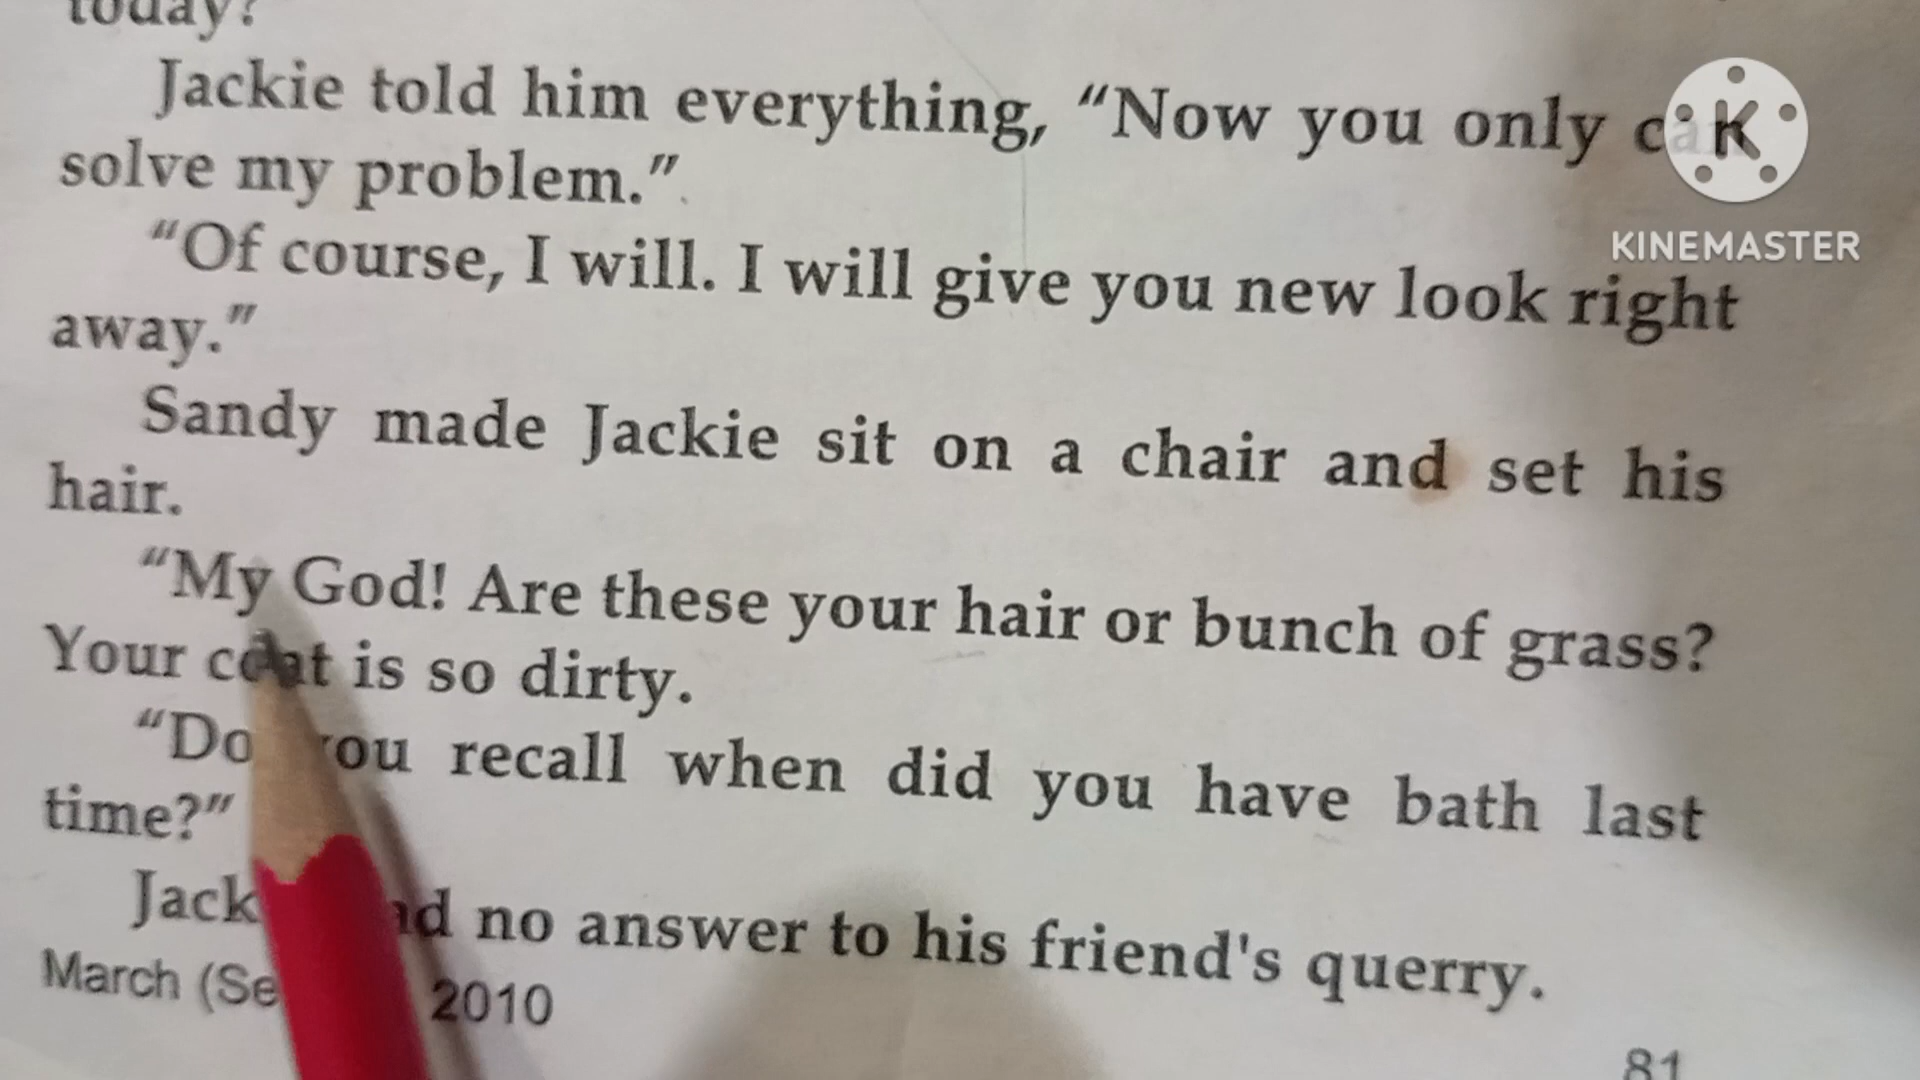 today?
Jackie told him everything, "Now you only can
solve my problem."
"Of course, I will. I will give you new look right
away."
Sandy made Jackie sit on a chair and set his
hair.
"My God! Are these your hair or bunch of grass?
Your coat is so dirty.
"Do you recall when did you have bath last
time?"
no answer to his friend's querry.
March 2010
81
K
KINEMASTER